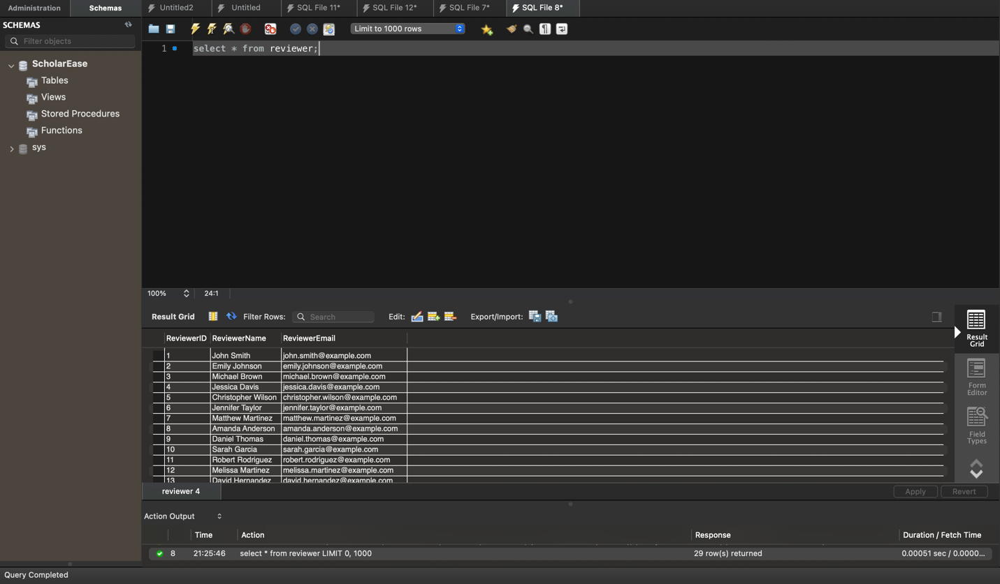 Administration Schemas Untitled2 Untitled SQL File 11* SQL File 12* SQL File 7* SQL File 8*
SCHEMAS
Filter objects
Limit to 1000 rows
1 select * from reviewer;
ScholarEase
Tables
Views
Stored Procedures
Functions
sys
100% 24:1
Result Grid Filter Rows: Search Edit: Export/Import:
ReviewerID ReviewerName ReviewerEmail
1 John Smith john.smith@example.com
2 Emily Johnson emily.johnson@example.com
3 Michael Brown michael.brown@example.com
4 Jessica Davis jessica.davis@example.com
5 Christopher Wilson christopher.wilson@example.com
6 Jennifer Taylor jennifer.taylor@example.com
7 Matthew Martinez matthew.martinez@example.com
8 Amanda Anderson amanda.anderson@example.com
9 Daniel Thomas daniel.thomas@example.com
10 Sarah Garcia sarah.garcia@example.com
11 Robert Rodriguez robert.rodriguez@example.com
12 Melissa Martinez melissa.martinez@example.com
13 David Hernandez david.hernandez@example.com
Result
Grid
Form
Editor
Field
Types
reviewer 4 Apply Revert
Action Output
Time Action Response Duration / Fetch Time
8 21:25:46 select * from reviewer LIMIT 0, 1000 29 row(s) returned 0.00051 sec / 0.0000...
Query Completed